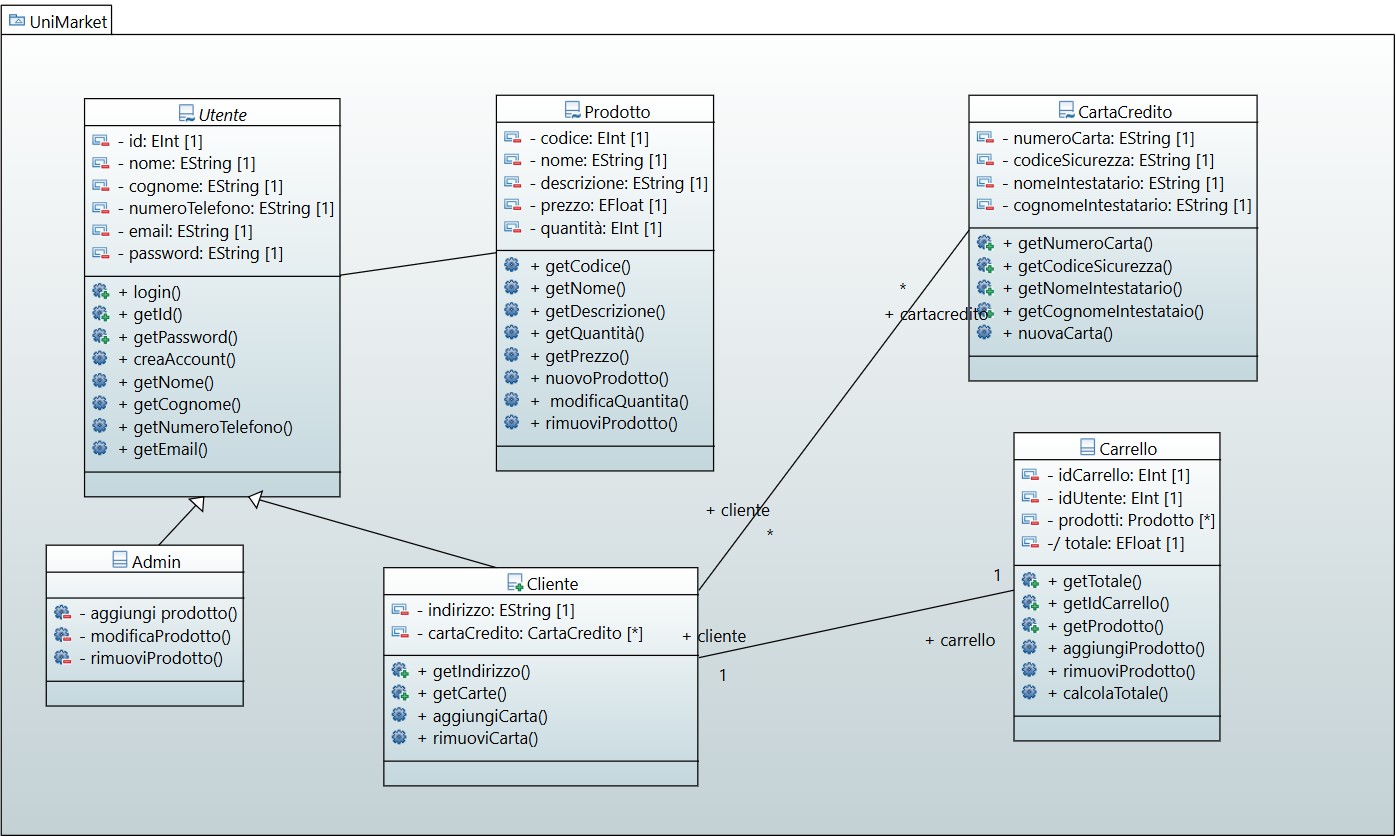 UniMarket
Utente
- id: EInt [1]
- nome: EString [1]
- cognome: EString [1]
- numeroTelefono: EString [1]
- email: EString [1]
- password: EString [1]
+ login()
+ getId()
+ getPassword()
+ creaAccount()
+ getNome()
+ getCognome()
+ getNumeroTelefono()
+ getEmail()
Prodotto
- codice: EInt [1]
- nome: EString [1]
- descrizione: EString [1]
- prezzo: EFloat [1]
- quantità: EInt [1]
+ getCodice()
+ getNome()
+ getDescrizione()
+ getQuantità()
+ getPrezzo()
+ nuovoProdotto()
+ modificaQuantita()
+ rimuoviProdotto()
CartaCredito
- numeroCarta: EString [1]
- codiceSicurezza: EString [1]
- nomeIntestatario: EString [1]
- cognomeIntestatario: EString [1]
+ getNumeroCarta()
+ getCodiceSicurezza()
+ getNomeIntestatario()
+ getCognomeIntestataio()
+ nuovaCarta()
*
+ cartacredito
+ cliente
*
Admin
- aggiungi prodotto()
- modificaProdotto()
- rimuoviProdotto()
Cliente
- indirizzo: EString [1]
- cartaCredito: CartaCredito [*]
+ getIndirizzo()
+ getCarte()
+ aggiungiCarta()
+ rimuoviCarta()
+ cliente
1
1
+ carrello
Carrello
- idCarrello: EInt [1]
- idUtente: EInt [1]
- prodotti: Prodotto [*]
-/ totale: EFloat [1]
+ getTotale()
+ getIdCarrello()
+ getProdotto()
+ aggiungiProdotto()
+ rimuoviProdotto()
+ calcolaTotale()